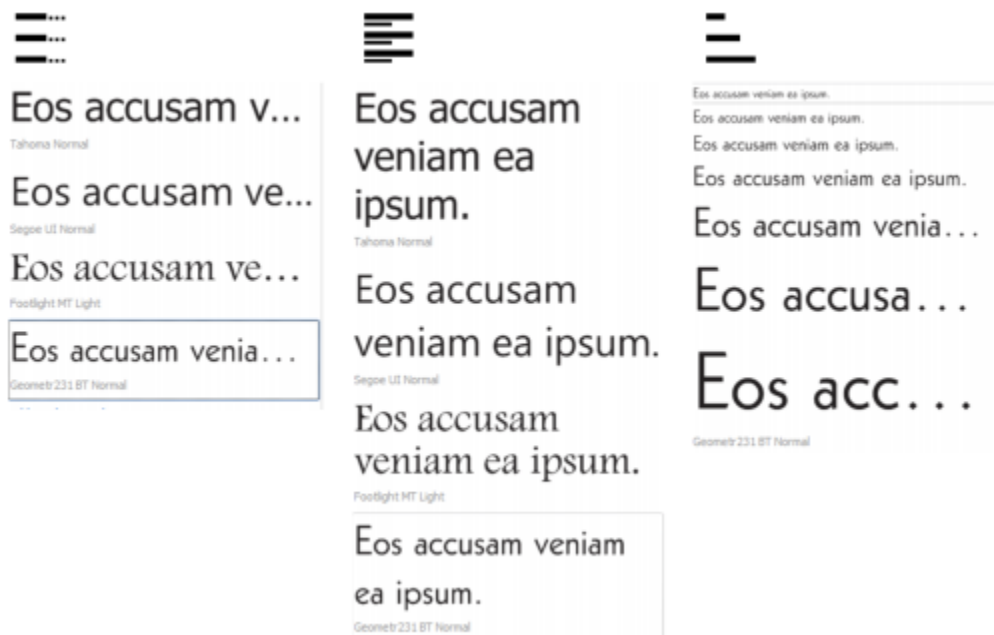 Eos accusam v...
Tahoma Normal
Eos accusam ve...
Segoe UI Normal
Eos accusam ve...
Footlight MT Light
Eos accusam venia...
Geometr231 BT Normal
Eos accusam
veniam ea
ipsum.
Tahoma Normal
Eos accusam
veniam ea ipsum.
Segoe UI Normal
Eos accusam
veniam ea ipsum.
Footlight MT Light
Eos accusam veniam
ea ipsum.
Geometr231 BT Normal
Eos accusam veniam ea ipsum.
Eos accusam veniam ea ipsum.
Eos accusam veniam ea ipsum.
Eos accusam veniam ea ipsum.
Eos accusam venia...
Eos accusa...
Eos acc...
Geometr231 BT Normal